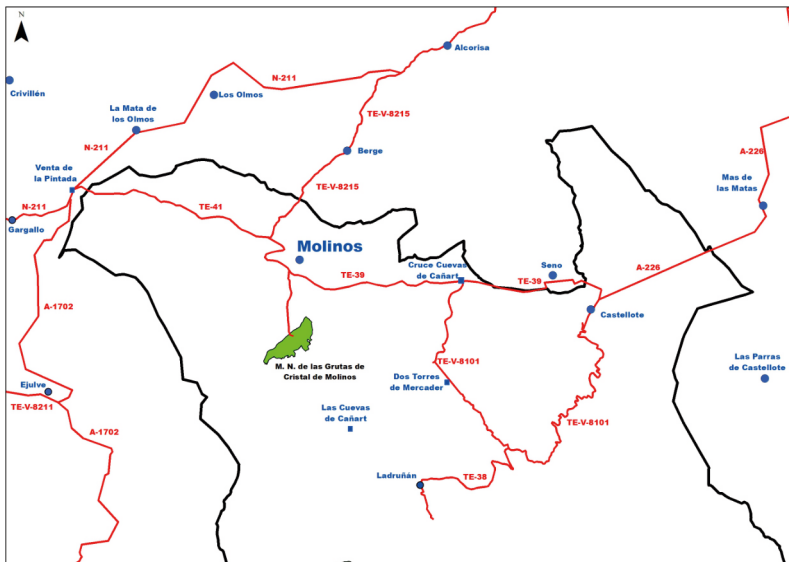 N
Alcorisa
N-211
Crivillén
Los Olmos
La Mata de
los Olmos
TE-V-8215
N-211
Berge
A-226
Venta de
la Pintada
TE-V-8215
Mas de
las Matas
TE-41
N-211
Gargallo
Molinos
Cruce Cuevas
de Cañart
Seno
A-226
TE-39
TE-39
A-1702
Castellote
M. N. de las Grutas de
Cristal de Molinos
TE-V-8101
Las Parras
de Castellote
Ejulve
Dos Torres
de Mercader
TE-V-8211
Las Cuevas
de Cañart
TE-V-8101
A-1702
Ladruñán
TE-38